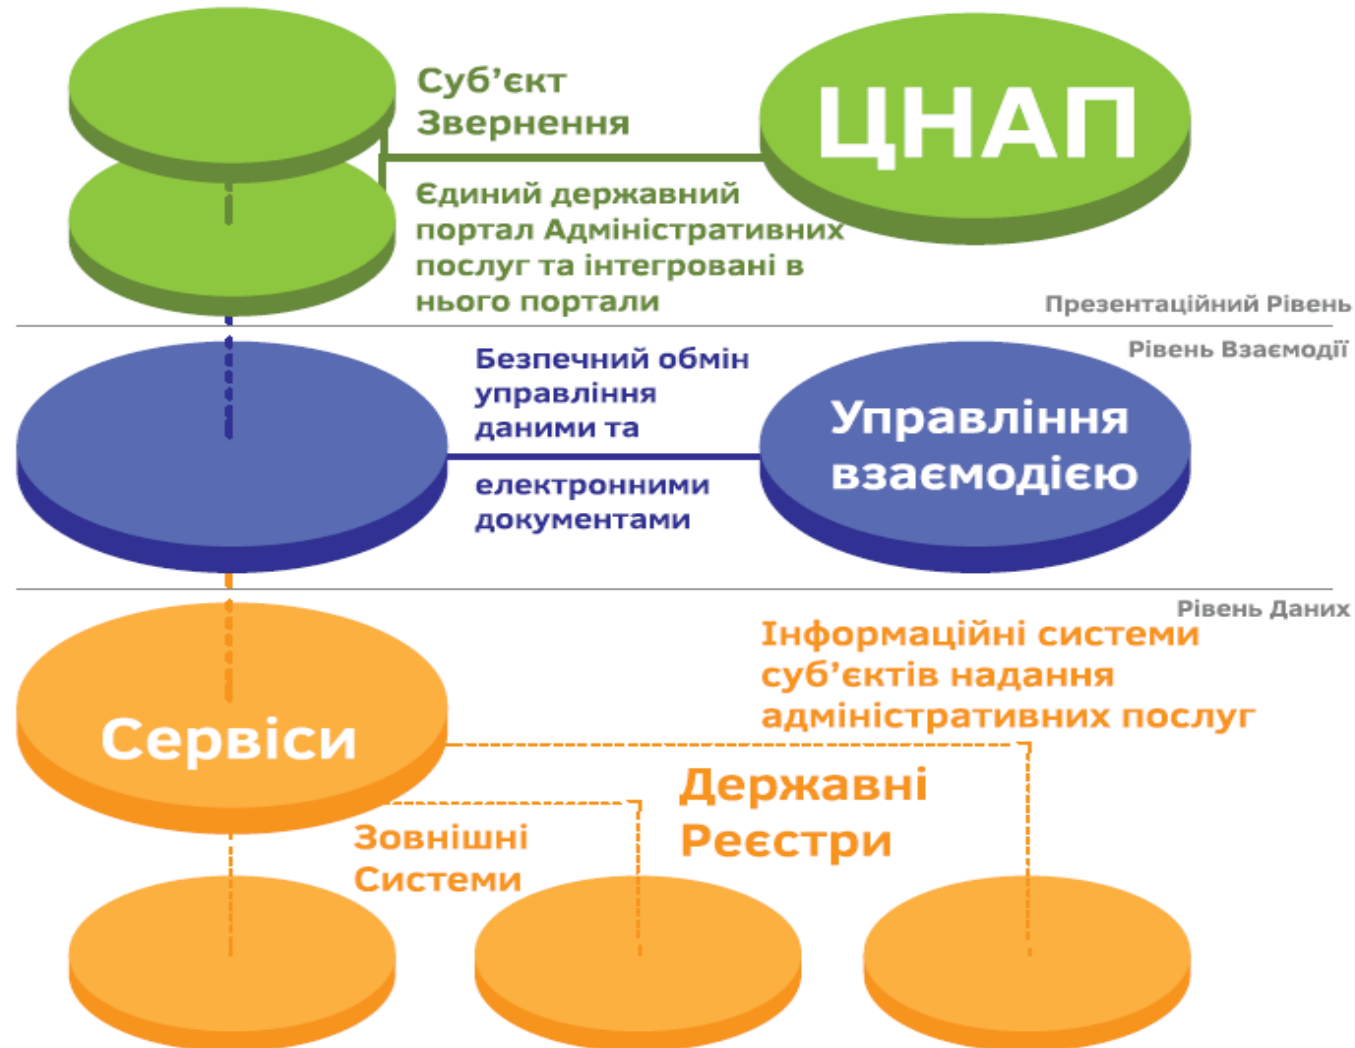 Суб’єкт
Звернення
ЦНАП
Єдиний державний
портал Адміністративних
послуг та інтегровані в
нього портали
Презентаційний Рівень
Рівень Взаємодії
Безпечний обмін
управління
даними та
електронними
документами
Управління
взаємодією
Рівень Даних
Інформаційні системи
суб’єктів надання
адміністративних послуг
Сервіси
Державні
Реєстри
Зовнішні
Системи